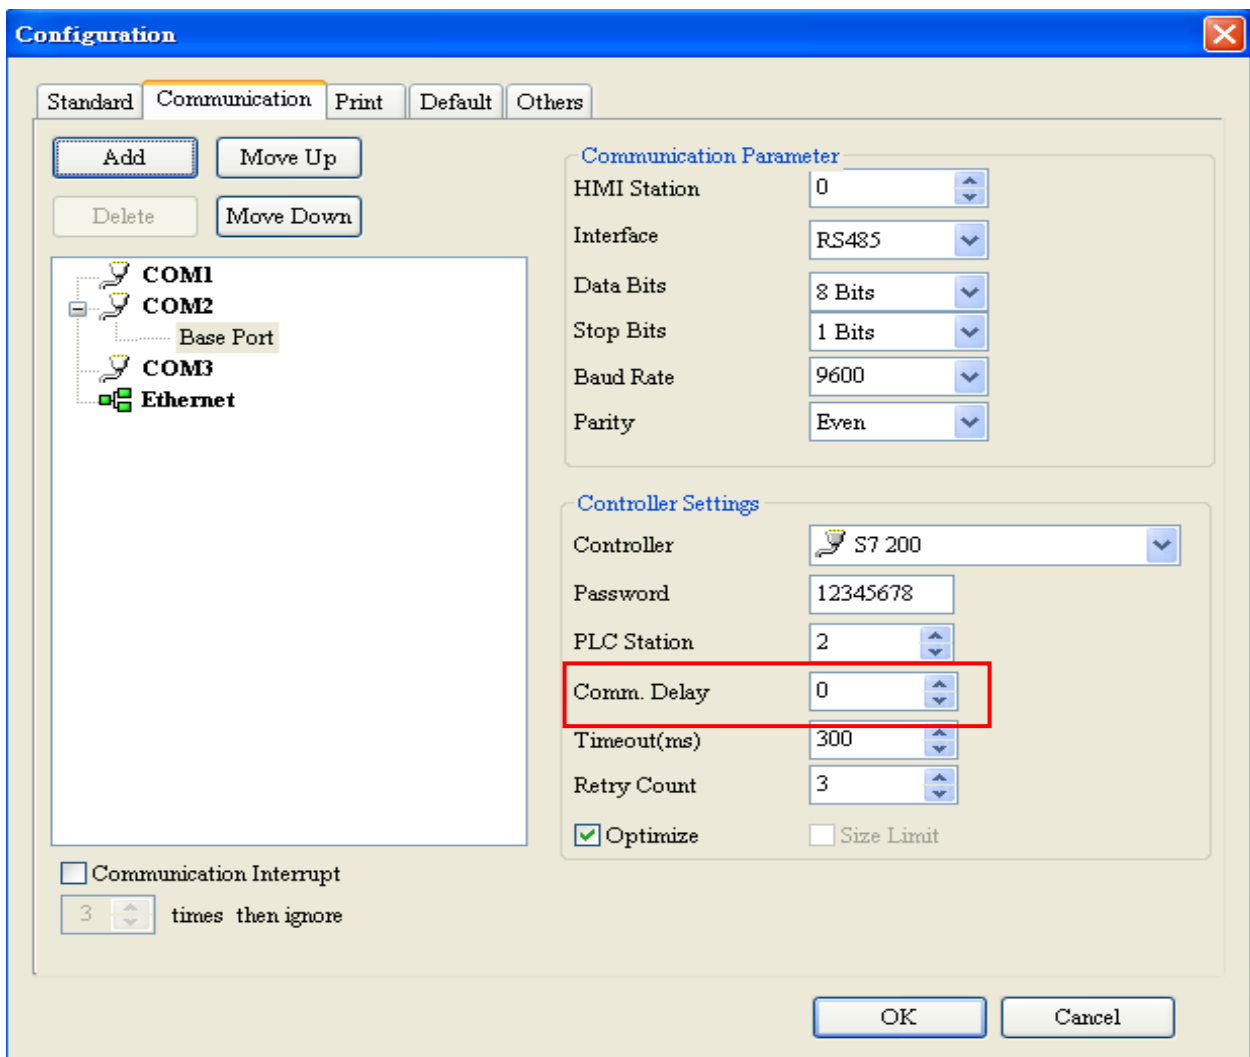 Configuration
Standard Communication Print Default Others
Add Move Up
Delete Move Down
COM1
COM2
Base Port
COM3
Ethernet
Communication Interrupt
3 times then ignore
Communication Parameter
HMI Station 0
Interface RS485
Data Bits 8 Bits
Stop Bits 1 Bits
Baud Rate 9600
Parity Even
Controller Settings
Controller S7 200
Password 12345678
PLC Station 2
Comm. Delay 0
Timeout(ms) 300
Retry Count 3
Optimize Size Limit
OK Cancel